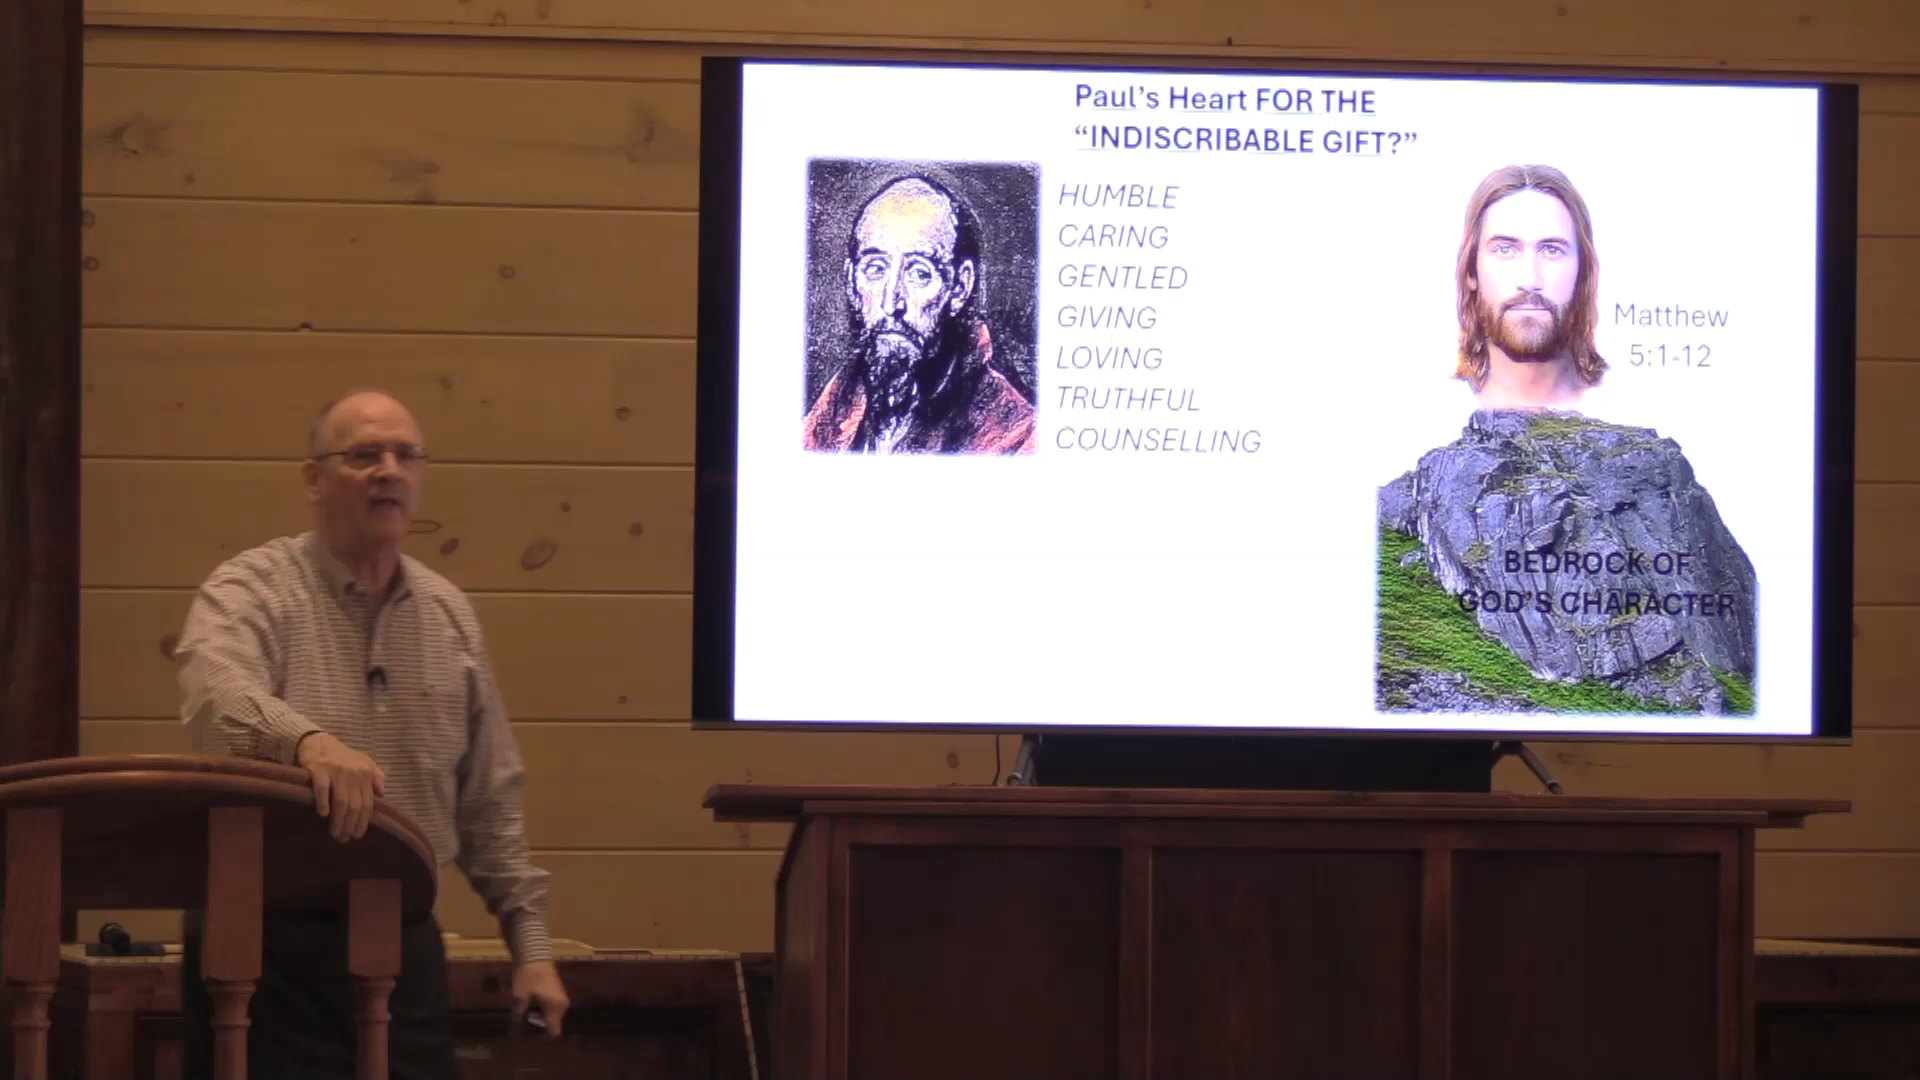 Paul's Heart FOR THE
“INDISCRIBABLE GIFT?”
HUMBLE
CARING
GENTLED
GIVING
LOVING
TRUTHFUL
COUNSELLING
Matthew
5:1-12
BEDROCK OF
GOD'S CHARACTER